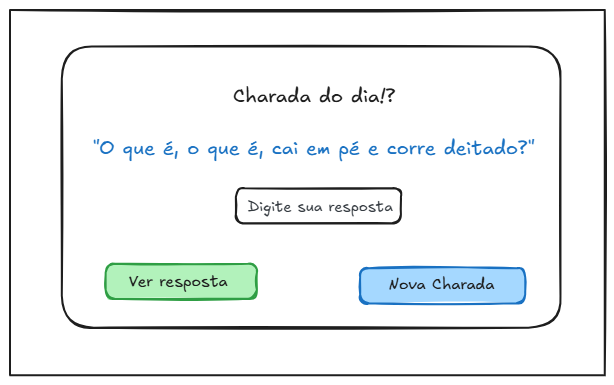 Charada do dia!?
"O que é, o que é, cai em pé e corre deitado?"
Digite sua resposta
Ver resposta
Nova Charada